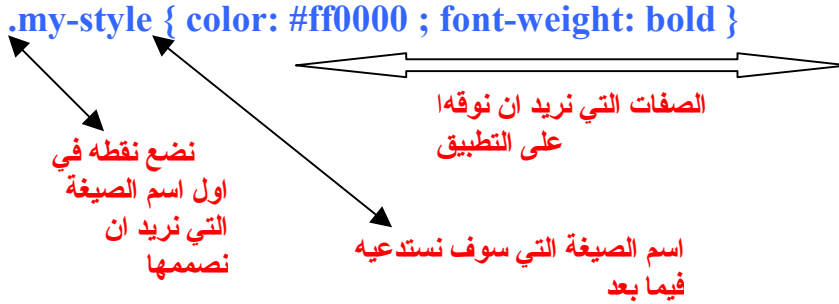 .my-style { color: #ff0000 ; font-weight: bold }
الصفات التي نريد ان نوقها
على التطبيق
نضع نقطه في
اول اسم الصيغة
التي نريد ان
نصممها
اسم الصيغة التي سوف نستدعيه
فيما بعد